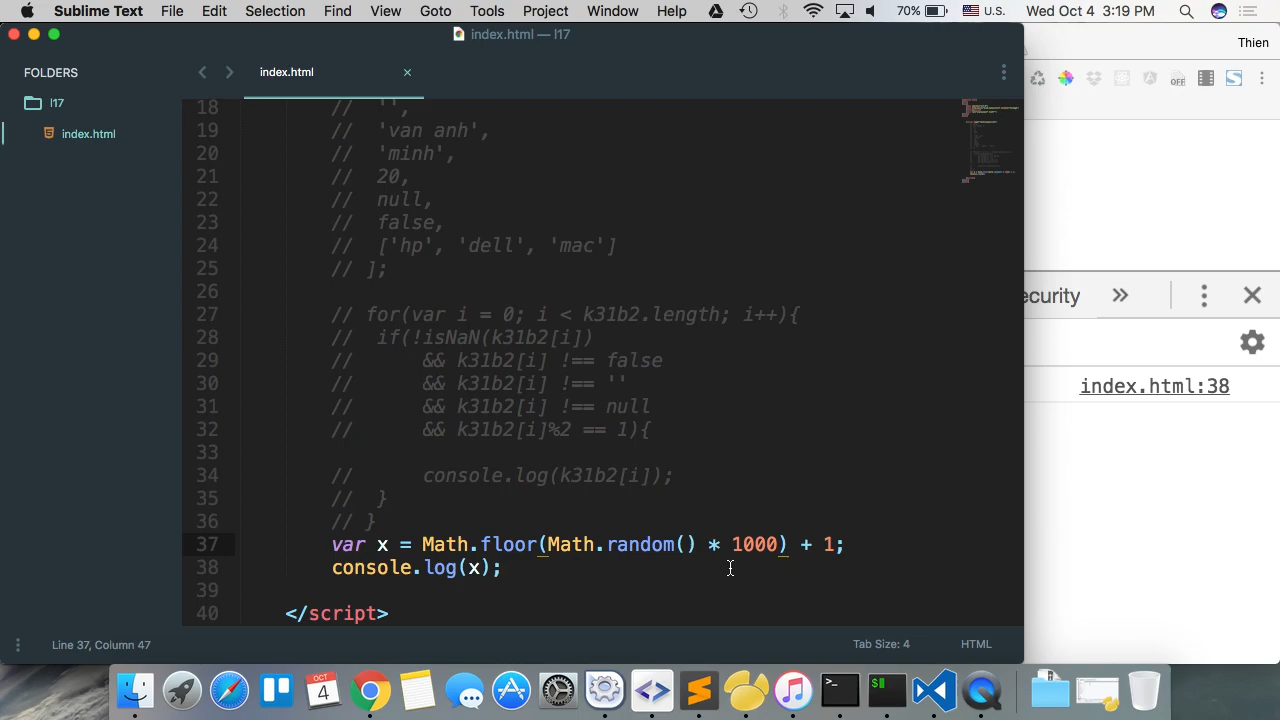 Sublime Text File Edit Selection Find View Goto Tools Project Window Help 70% U.S. Wed Oct 4 3:19 PM
index.html — l17
Thien
FOLDERS
l17
index.html
index.html
OFF
18 // '',
19 // 'van anh',
20 // 'minh',
21 // 20,
22 // null,
23 // false,
24 // ['hp', 'dell', 'mac']
25 // ];
26
27 // for(var i = 0; i < k31b2.length; i++){
28 // if(!isNaN(k31b2[i])
29 // && k31b2[i] !== false
30 // && k31b2[i] !== ''
31 // && k31b2[i] !== null
32 // && k31b2[i]%2 == 1){
33
34 // console.log(k31b2[i]);
35 // }
36 // }
37 var x = Math.floor(Math.random() * 1000) + 1;
38 console.log(x);
39
40 </script>
ecurity
index.html:38
Line 37, Column 47
Tab Size: 4
HTML
OCT
4